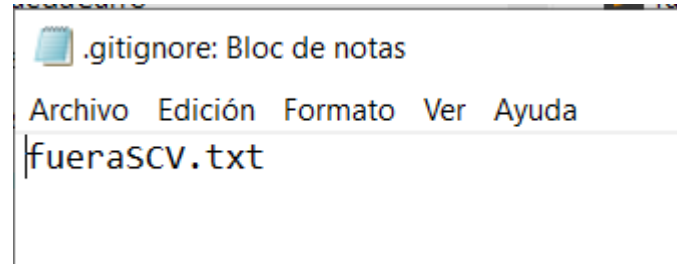 .gitignore: Bloc de notas
Archivo Edición Formato Ver Ayuda
fueraSCV.txt